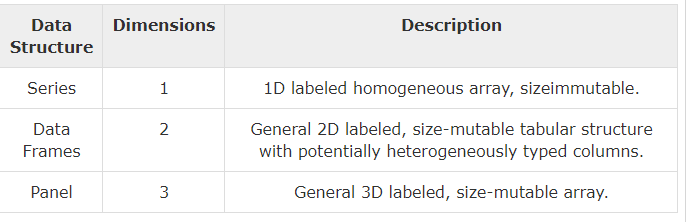 Data Structure Dimensions Description
Series 1 1D labeled homogeneous array, sizeimmutable.
Data Frames 2 General 2D labeled, size-mutable tabular structure
with potentially heterogeneously typed columns.
Panel 3 General 3D labeled, size-mutable array.